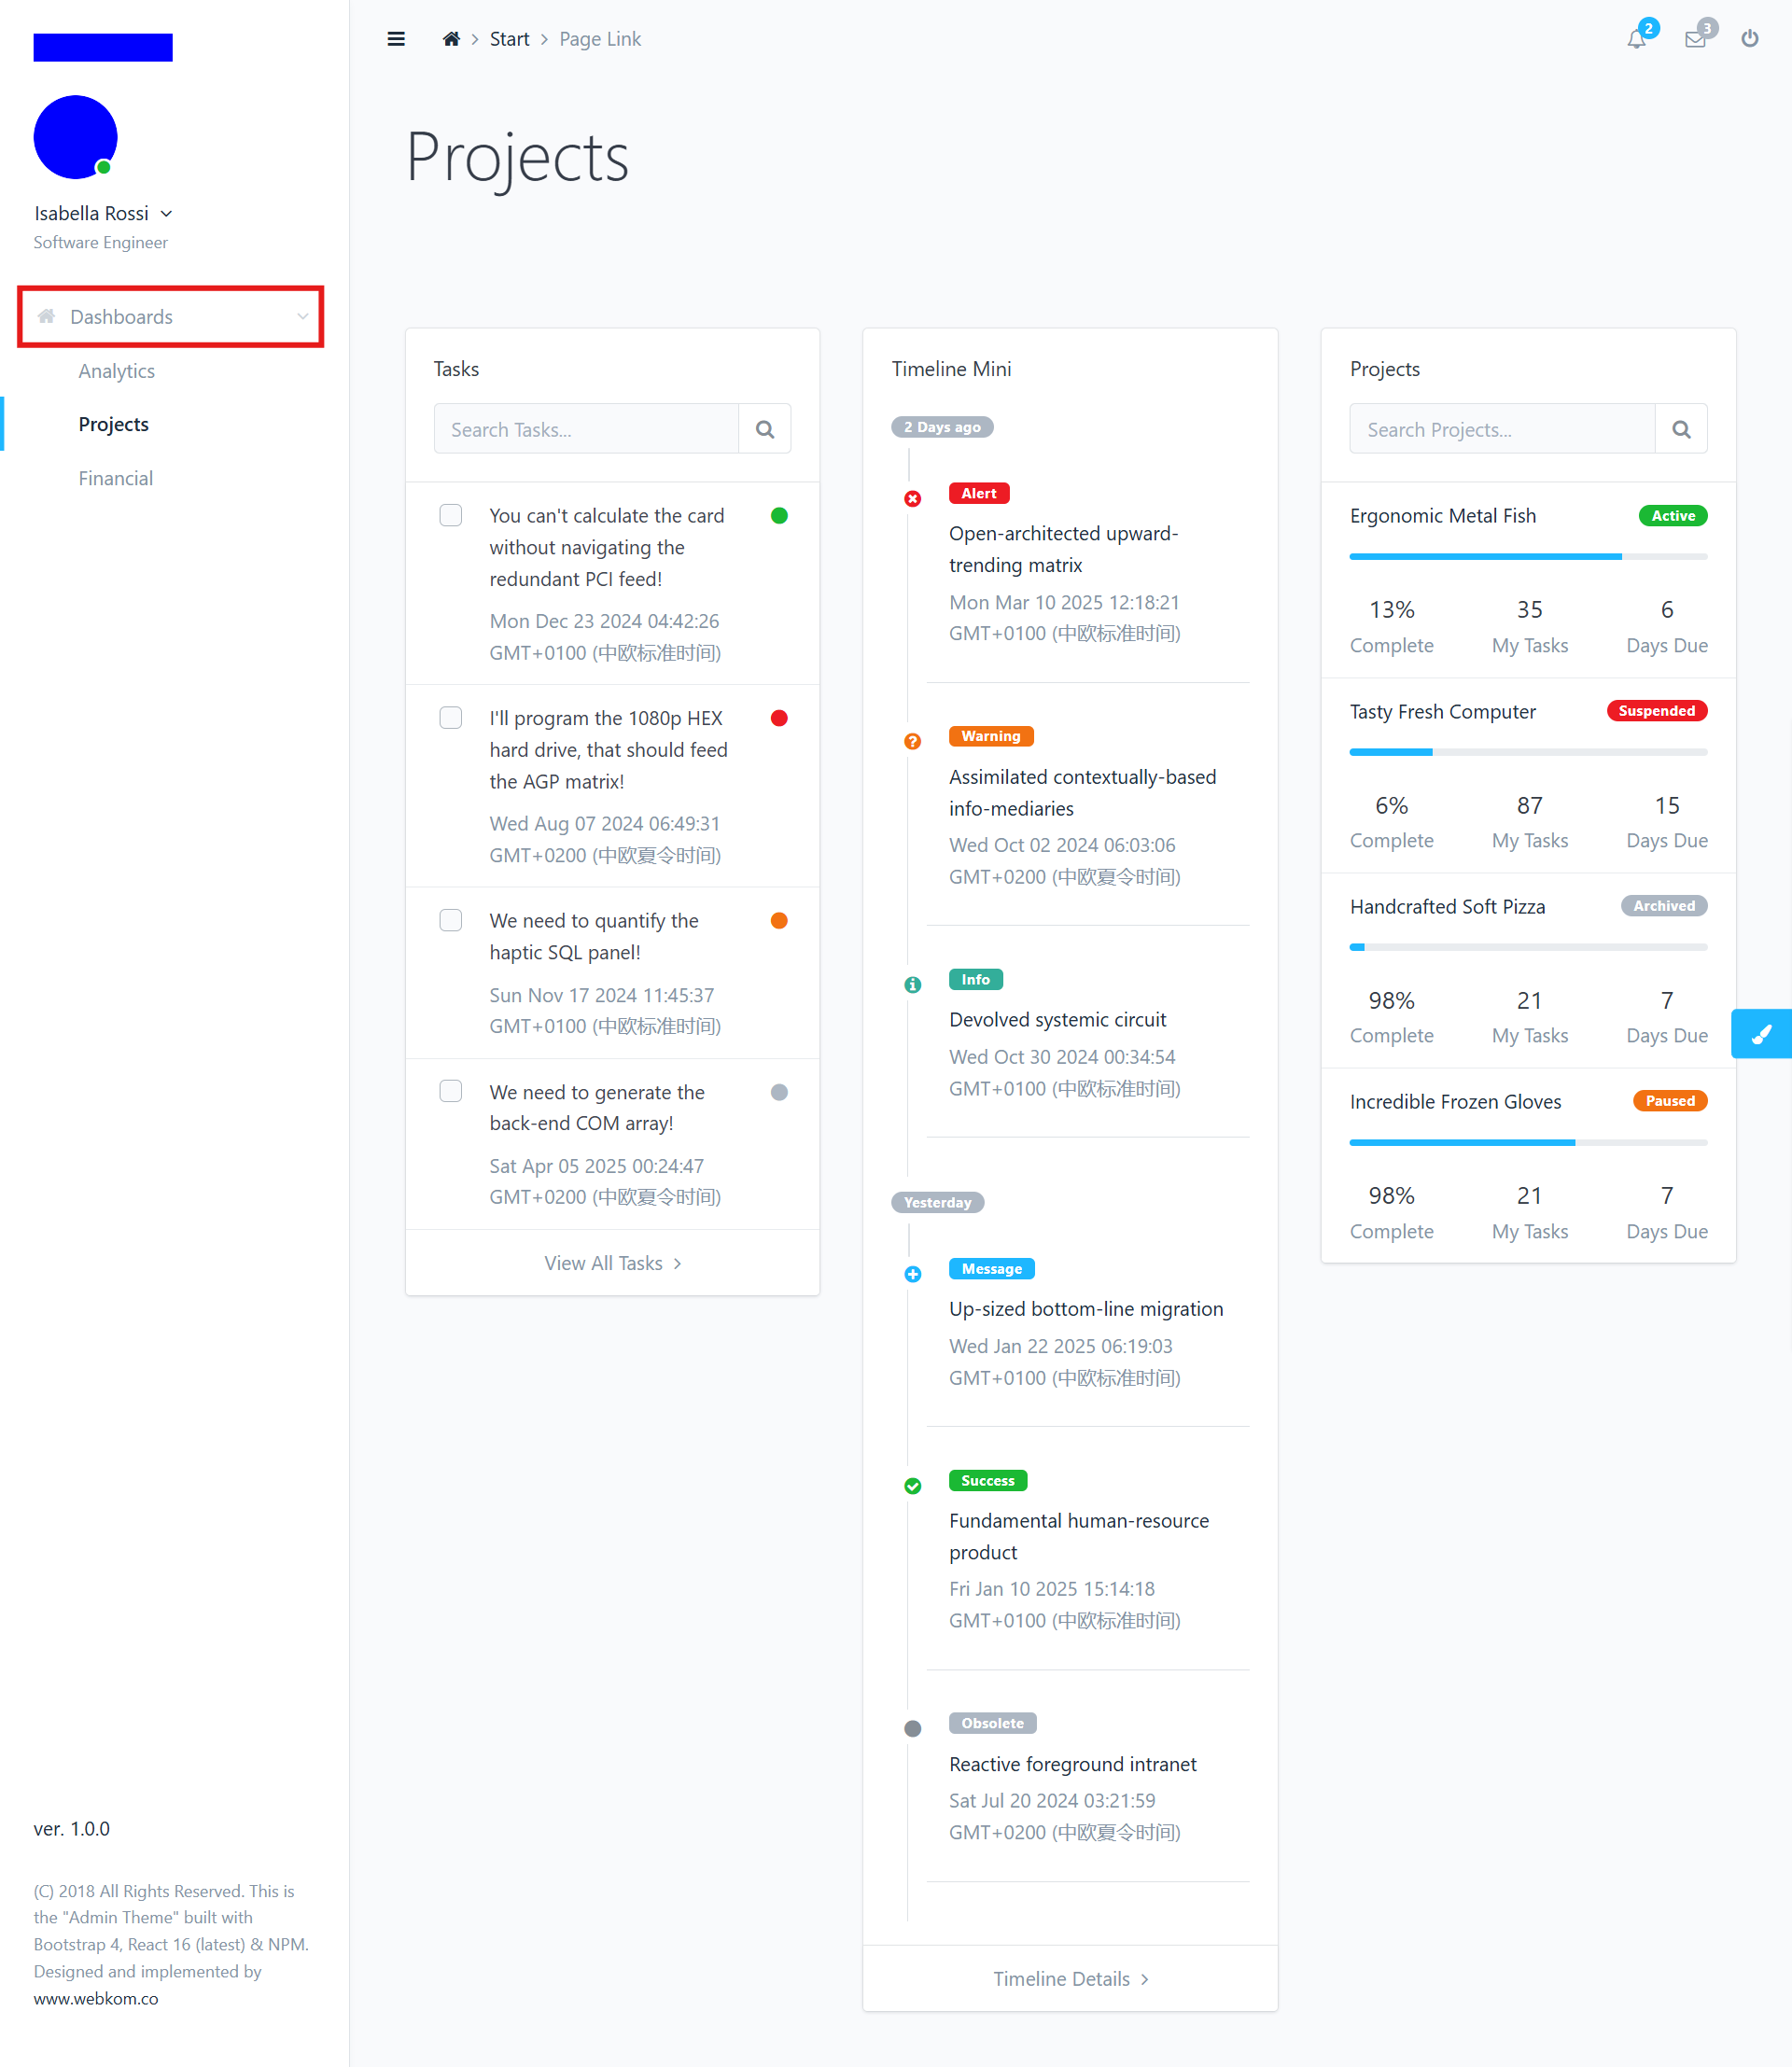 Isabella Rossi
Software Engineer
Dashboards
Analytics
Projects
Financial
ver. 1.0.0
(C) 2018 All Rights Reserved. This is
the "Admin Theme" built with
Bootstrap 4, React 16 (latest) & NPM.
Designed and implemented by
www.webkom.co
Start
Page Link
2
3
Projects
Tasks
Search Tasks...
You can't calculate the card
without navigating the
redundant PCI feed!
Mon Dec 23 2024 04:42:26
GMT+0100 (中欧标准时间)
I'll program the 1080p HEX
hard drive, that should feed
the AGP matrix!
Wed Aug 07 2024 06:49:31
GMT+0200 (中欧夏令时间)
We need to quantify the
haptic SQL panel!
Sun Nov 17 2024 11:45:37
GMT+0100 (中欧标准时间)
We need to generate the
back-end COM array!
Sat Apr 05 2025 00:24:47
GMT+0200 (中欧夏令时间)
View All Tasks
Timeline Mini
2 Days ago
Alert
Open-architected upward-
trending matrix
Mon Mar 10 2025 12:18:21
GMT+0100 (中欧标准时间)
Warning
Assimilated contextually-based
info-mediaries
Wed Oct 02 2024 06:03:06
GMT+0200 (中欧夏令时间)
Info
Devolved systemic circuit
Wed Oct 30 2024 00:34:54
GMT+0100 (中欧标准时间)
Yesterday
Message
Up-sized bottom-line migration
Wed Jan 22 2025 06:19:03
GMT+0100 (中欧标准时间)
Success
Fundamental human-resource
product
Fri Jan 10 2025 15:14:18
GMT+0100 (中欧标准时间)
Obsolete
Reactive foreground intranet
Sat Jul 20 2024 03:21:59
GMT+0200 (中欧夏令时间)
Timeline Details
Projects
Search Projects...
Ergonomic Metal Fish Active
13% 35 6
Complete My Tasks Days Due
Tasty Fresh Computer Suspended
6% 87 15
Complete My Tasks Days Due
Handcrafted Soft Pizza Archived
98% 21 7
Complete My Tasks Days Due
Incredible Frozen Gloves Paused
98% 21 7
Complete My Tasks Days Due